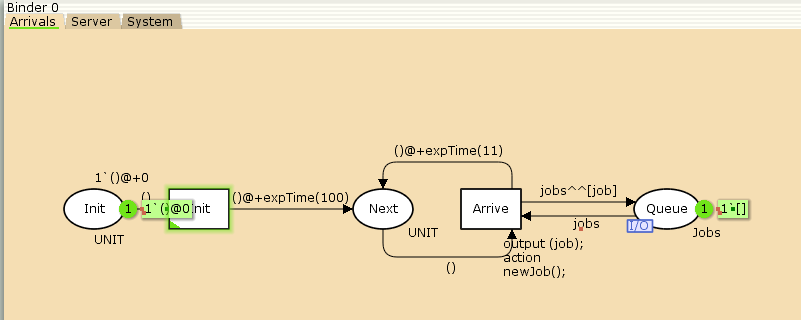 Binder 0
Arrivals Server System
()@+expTime(11)
1`()@+0
()
()@+expTime(100)
jobs^^[job]
Init
1
1`()@0
Next
Arrive
Queue
1
1`[]
jobs
I/O
UNIT
UNIT
Jobs
output (job);
action
newJob();
()